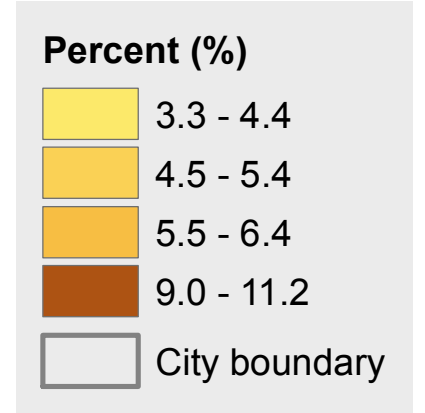 Percent (%)
3.3 - 4.4
4.5 - 5.4
5.5 - 6.4
9.0 - 11.2
City boundary